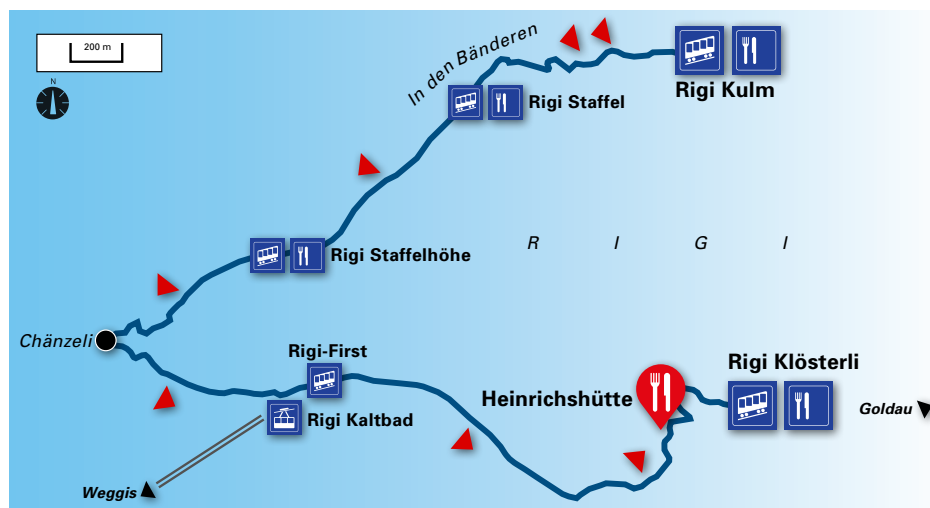 200 m
N
In den Bänderen
Rigi Kulm
Rigi Staffel
Rigi Staffelhöhe
R I G I
Chänzeli
Rigi-First
Rigi Klösterli
Heinrichshütte
Goldau
Rigi Kaltbad
Weggis